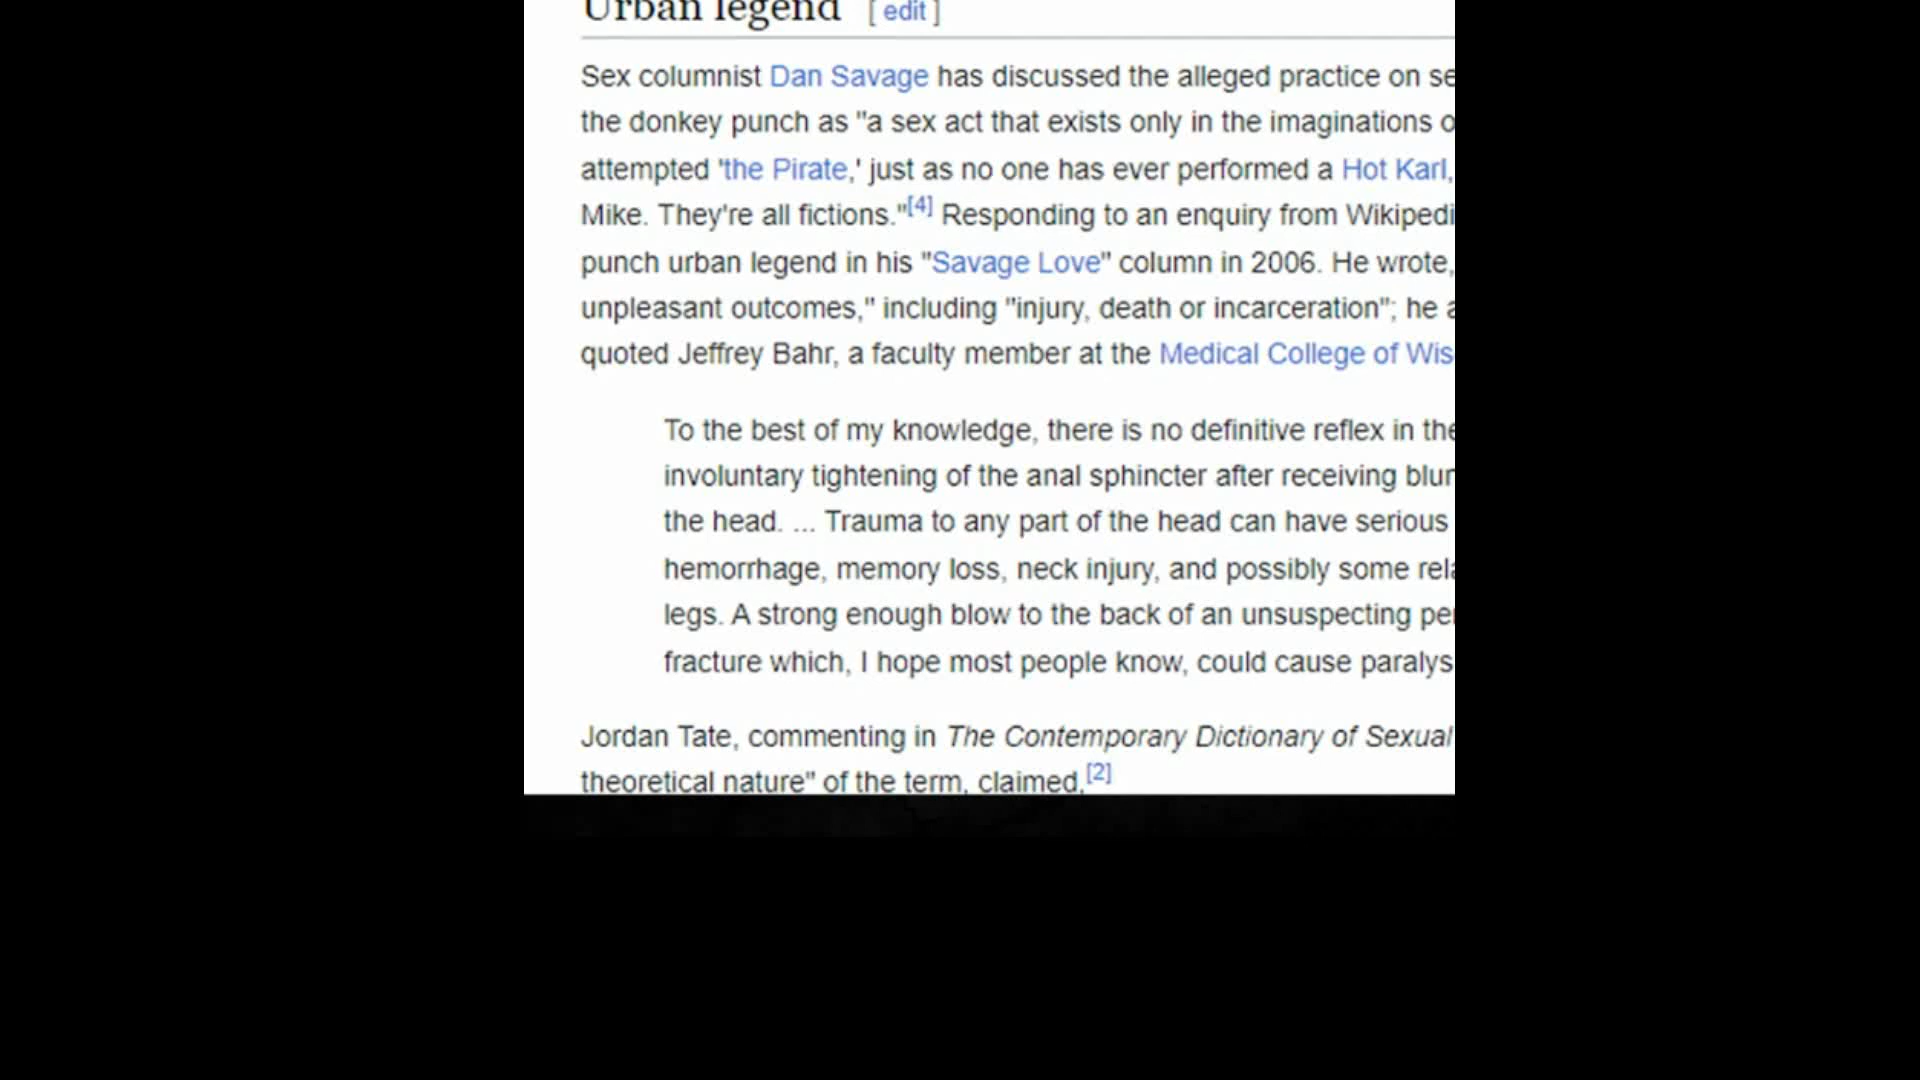 Urban legend [ edit ]
Sex columnist Dan Savage has discussed the alleged practice on se
the donkey punch as "a sex act that exists only in the imaginations o
attempted 'the Pirate,' just as no one has ever performed a Hot Karl,
Mike. They're all fictions."[4] Responding to an enquiry from Wikipedi
punch urban legend in his "Savage Love" column in 2006. He wrote,
unpleasant outcomes," including "injury, death or incarceration"; he a
quoted Jeffrey Bahr, a faculty member at the Medical College of Wis
To the best of my knowledge, there is no definitive reflex in the
involuntary tightening of the anal sphincter after receiving blun
the head. ... Trauma to any part of the head can have serious
hemorrhage, memory loss, neck injury, and possibly some rela
legs. A strong enough blow to the back of an unsuspecting per
fracture which, I hope most people know, could cause paralys
Jordan Tate, commenting in The Contemporary Dictionary of Sexual
theoretical nature" of the term, claimed,[2]